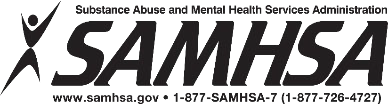 Substance Abuse and Mental Health Services Administration
SAMHSA
www.samhsa.gov • 1-877-SAMHSA-7 (1-877-726-4727)